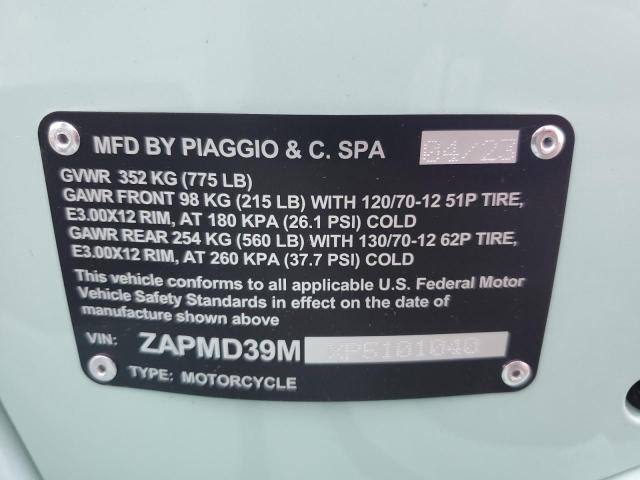 MFD BY PIAGGIO & C. SPA 04/23
GVWR 352 KG (775 LB)
GAWR FRONT 98 KG (215 LB) WITH 120/70-12 51P TIRE,
E3.00X12 RIM, AT 180 KPA (26.1 PSI) COLD
GAWR REAR 254 KG (560 LB) WITH 130/70-12 62P TIRE,
E3.00X12 RIM, AT 260 KPA (37.7 PSI) COLD
This vehicle conforms to all applicable U.S. Federal Motor
Vehicle Safety Standards in effect on the date of
manufacture shown above
VIN: ZAPMD39M XP5101040
TYPE: MOTORCYCLE